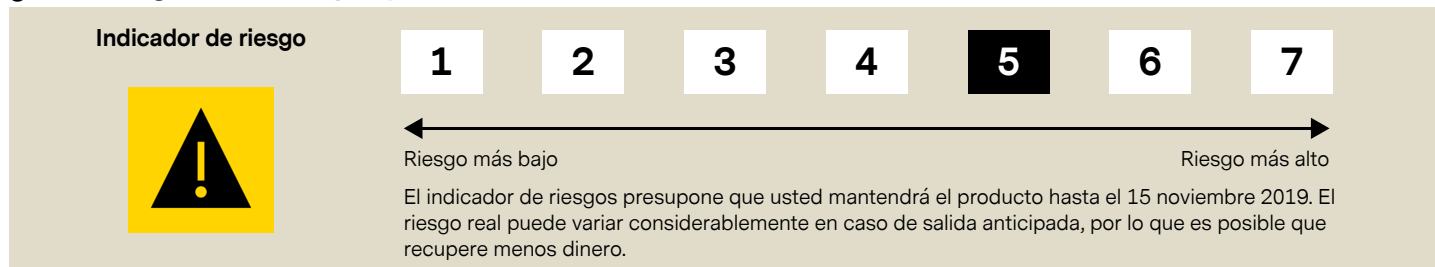 Indicador de riesgo
1 2 3 4 5 6 7
Riesgo más bajo Riesgo más alto
El indicador de riesgos presupone que usted mantendrá el producto hasta el 15 noviembre 2019. El
riesgo real puede variar considerablemente en caso de salida anticipada, por lo que es posible que
recupere menos dinero.